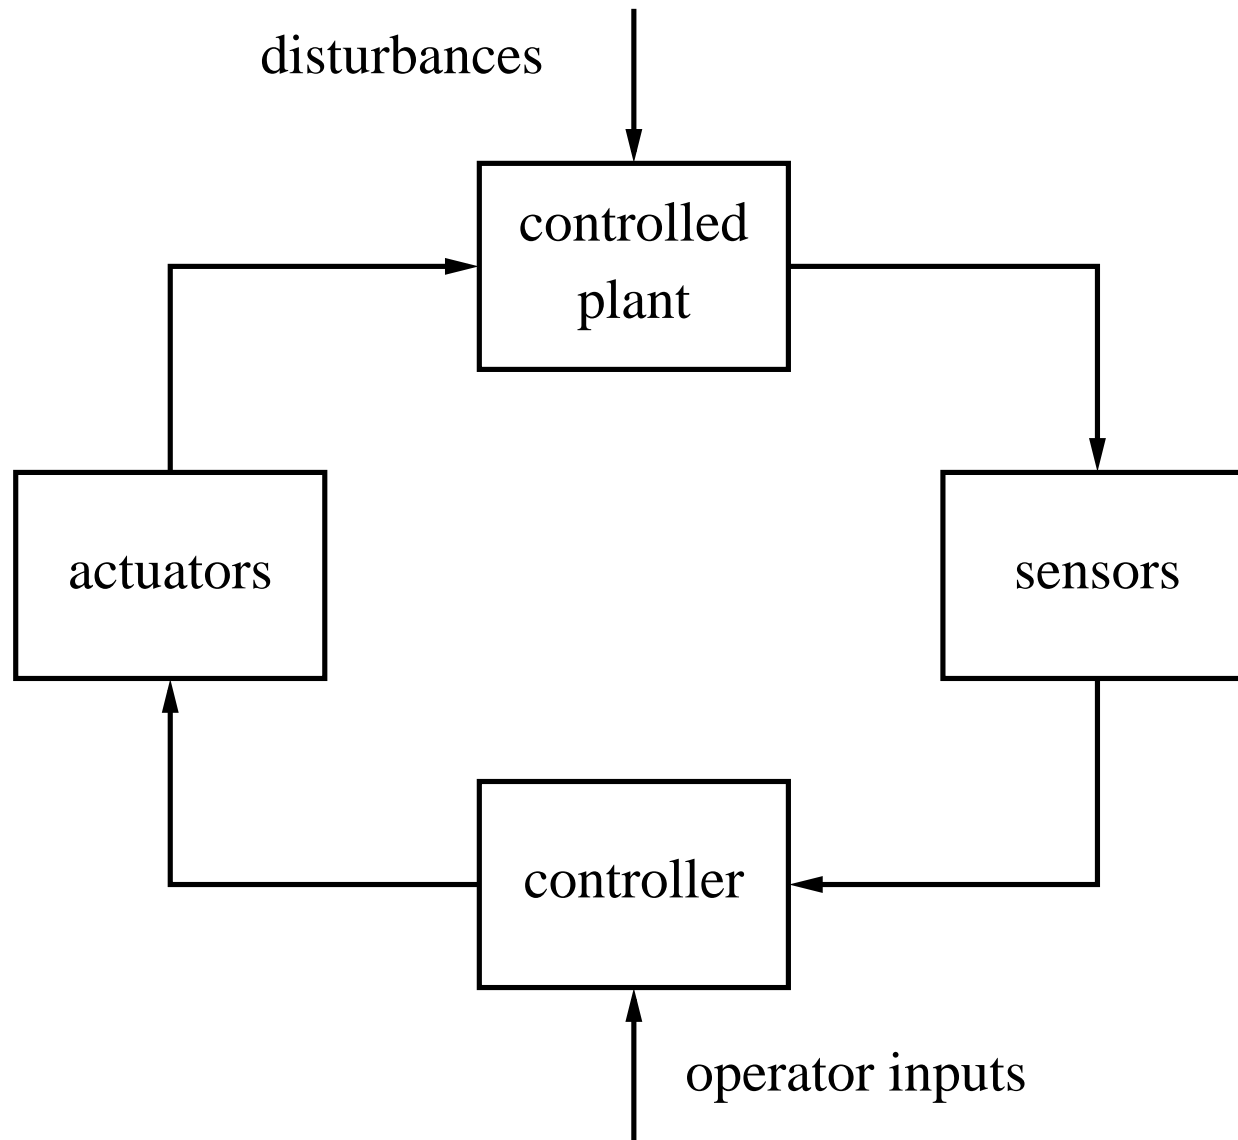 disturbances
controlled
plant
actuators
sensors
controller
operator inputs